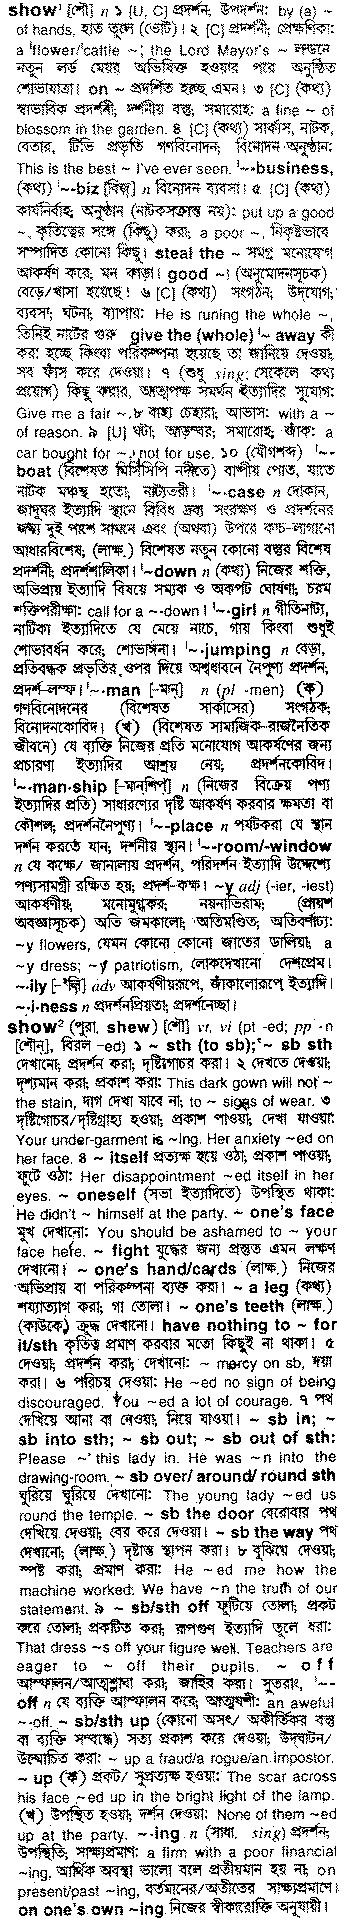 show¹ [শৌ] n ১ [U, C] প্রদর্শন; উপদর্শন: by (a) ~
of hands, হাত তুলে (ভোট)। ২ [C] প্রদর্শনী; প্রেক্ষণিকা:
a ˈflower/cattle ~; the Lord Mayor's ~ লন্ডনে
নতুন লর্ড মেয়র অভিষিক্ত হওয়ার পরে অনুষ্ঠিত
শোভাযাত্রা। on ~ প্রদর্শিত হচ্ছে এমন। ৩ [C] (কথ্য)
স্বাভাবিক প্রদর্শনী; দর্শনীয় বস্তু; সমারোহ: a fine ~ of
blossom in the garden. ৪ [C] (কথ্য) সার্কাস, নাটক,
বেতার, টিভি প্রভৃতি গণবিনোদন; বিনোদন-অনুষ্ঠান:
This is the best ~ I've ever seen. ˈ~-business,
(কথ্য) ˈ~-biz [বিজ়্] n বিনোদন ব্যবসা। ৫ [C] (কথ্য)
কার্যনির্বাহ; অনুষ্ঠান (নাটকসংক্রান্ত নয়): put up a good
~, কৃতিত্বের সঙ্গে (কিছু) করা; a poor ~, নিকৃষ্টভাবে
সম্পাদিত কোনো কিছু। steal the ~ সমগ্র মনোযোগ
আকর্ষণ করে; মন কাড়া। good ~! (অনুমোদনসূচক)
বেড়ে/খাসা হয়েছে! ৬ [C] (কথ্য) সংগঠন; উদ্যোগ;
ব্যবসা; ঘটনা; ব্যাপার: He is runing the whole ~,
তিনিই নাটের গুরু give the (whole) ˈ~ away কী
করা হচ্ছে কিংবা পরিকল্পনা হয়েছে তা জানিয়ে দেওয়া;
সব ফাঁস করে দেওয়া। ৭ (শুধু sing; সেকেলে কথ্য
প্রয়োগ) কিছু করার, আত্মপক্ষ সমর্থন ইত্যাদির সুযোগ:
Give me a fair ~. ৮ বাহ্য চেহারা; আভাস: with a ~
of reason. ৯ [U] ঘটা; আড়ম্বর; সমারোহ; জাঁক: a
car bought for ~; not for use. ১০ (যৌগশব্দ) ˈ~-
boat (বিশেষত মিসিসিপি নদীতে) বাষ্পীয় পোত, যাতে
নাটক মঞ্চস্থ হতো; নাট্যতরী। ˈ~-case n দোকান,
জাদুঘর ইত্যাদি স্থানে বিবিধ দ্রব্য সংরক্ষণ ও প্রদর্শনের
জন্য দুই পাশে সামনে এবং (অথবা) উপরে কাচ-লাগানো
আধারবিশেষ, (লাক্ষ.) বিশেষত নতুন কোনো বস্তুর বিশেষ
প্রদর্শনী; প্রদর্শশালিকা। ˈ~down n (কথ্য) নিজের শক্তি,
অভিপ্রায় ইত্যাদি বিষয়ে সম্যক ও অকপট ঘোষণা; চরম
শক্তিপরীক্ষা: call for a ~-down। ˈ~-girl n গীতিনাট্য,
নাটিকা ইত্যাদিতে যে মেয়ে নাচে, গায় কিংবা শুধুই
শোভাবর্ধন করে; শোভাঙ্গনা। ˈ~-jumping n বেড়া,
প্রতিবন্ধক প্রভৃতির ওপর দিয়ে অশ্বধাবনে নৈপুণ্য প্রদর্শন;
প্রদর্শ-লম্ফ। ˈ~-man [-মান্] n (pl -men) (ক)
গণবিনোদনের (বিশেষত সার্কাসের) সংগঠক;
বিনোদনকোবিদ। (খ) (বিশেষত সামাজিক-রাজনৈতিক
জীবনে) যে ব্যক্তি নিজের প্রতি মনোযোগ আকর্ষণের জন্য
প্রচারণা ইত্যাদির আশ্রয় নেয়; প্রদর্শনকোবিদ।
ˈ~-man-ship [-মান্‌শিপ্] n (নিজের বিক্রেয় পণ্য
ইত্যাদির প্রতি) সাধারণ্যের দৃষ্টি আকর্ষণ করবার ক্ষমতা বা
কৌশল; প্রদর্শনৈপুণ্য। ˈ~-place n পর্যটকরা যে স্থান
দর্শন করতে যান; দর্শনীয় স্থান। ˈ~-room/-window
n যে কক্ষে/ জানালায় প্রদর্শন, পরিদর্শন ইত্যাদি উদ্দেশ্যে
পণ্যসামগ্রী রক্ষিত হয়; প্রদর্শ-কক্ষ। ~y adj (-ier, -iest)
আকর্ষণীয়; মনোমুগ্ধকর; নয়নাভিরাম; (প্রায়শ
অবজ্ঞাসূচক) অতি জমকালো; অতিমণ্ডিত; অতিবর্ণাঢ্য:
~y flowers, যেমন কোনো কোনো জাতের ডালিয়া; a
~y dress; ~y patriotism, লোকদেখানো দেশপ্রেম।
~-ily [-ইলি] adv আকর্ষণীয়রূপে, জাঁকালোরূপে ইত্যাদি।
~-i-ness n প্রদর্শনপ্রিয়তা; প্রদর্শনেচ্ছা।
show² (পুরা, shew) [শৌ] vt, vi (pt -ed; pp -n
[শৌন্], বিরল -ed) ১ ~ sth (to sb); ~ sb sth
দেখানো; প্রদর্শন করা; দৃষ্টিগোচর করা। ২ দেখতে দেওয়া;
দৃশ্যমান করা; প্রকাশ করা: This dark gown will not ~
the stain, দাগ দেখা যাবে না; to ~ signs of wear. ৩
দৃষ্টিগোচর/দৃষ্টিগ্রাহ্য হওয়া; প্রকাশ পাওয়া; দেখা যাওয়া:
Your under-garment is ~ing. Her anxiety ~ed on
her face. ৪ ~ itself প্রত্যক্ষ হয়ে ওঠা; প্রকাশ পাওয়া;
ফুটে ওঠা: Her disappointment ~ed itself in her
eyes. ~ oneself (সভা ইত্যাদিতে) উপস্থিত থাকা:
He didn't ~ himself at the party. ~ one's face
মুখ দেখানো: You should be ashamed to ~ your
face hefe. ~ fight যুদ্ধের জন্য প্রস্তুত এমন লক্ষণ
দেখানো। ~ one's hand/cards (লাক্ষ.) নিজের
অভিপ্রায় বা পরিকল্পনা ব্যক্ত করা। ~ a leg (কথ্য)
শয্যাত্যাগ করা; গা তোলা। ~ one's teeth (লাক্ষ.)
(কাউকে) ক্রুদ্ধ দেখানো। have nothing to ~ for
it/sth কৃতিত্ব প্রমাণ করবার মতো কিছুই না থাকা। ৫
দেওয়া; প্রদর্শন করা; দেখানো: ~ mercy on sb, দয়া
করা। ৬ পরিচয় দেওয়া: He ~ed no sign of being
discouraged. You ~ed a lot of courage. ৭ পথ
দেখিয়ে আনা বা নেওয়া; নিয়ে যাওয়া। ~ sb in; ~
sb into sth; ~ sb out; ~ sb out of sth:
Please ~ this lady in. He was ~n into the
drawing-room. ~ sb over/ around/ round sth
ঘুরিয়ে ঘুরিয়ে দেখানো: The young lady ~ed us
round the temple. ~ sb the door বেরোবার পথ
দেখিয়ে দেওয়া; বের করে দেওয়া। ~ sb the way পথ
দেখানো; (লাক্ষ.) দৃষ্টান্ত স্থাপন করা। ৮ বুঝিয়ে দেওয়া;
স্পষ্ট করা; প্রমাণ করা: He ~ed me how the
machine worked: We have ~n the truth of our
statement. ৯ ~ sb/sth off ফুটিয়ে তোলা; প্রকট
করে তোলা; প্রকটিত করা; রূপগুণ ইত্যাদি তুলে ধরা:
That dress ~s off your figure well. Teachers are
eager to ~ off their pupils. ~ off
আস্ফালন/আত্মশ্লাঘা করা; জাহির করা। সুতরাং, ˈ~-
off n যে ব্যক্তি আস্ফালন করে; আত্মশ্লাঘী: an aweful
~-off. ~ sb/sth up (কোনো অসৎ/ অকীর্তিকর বস্তু
বা ব্যক্তি সম্বন্ধে) সত্য প্রকাশ করে দেওয়া; উদ্ঘাটন/
উন্মোচিত করা: ~ up a fraud/a rogue/an impostor.
~ up (ক) প্রকট/ সুপ্রত্যক্ষ হওয়া: The scar across
his face ~ed up in the bright light of the lamp.
(খ) উপস্থিত হওয়া; দর্শন দেওয়া: None of them ~ed
up at the party. ~-ing n (সাধা. sing) প্রদর্শন;
উপস্থিতি; সাক্ষ্যপ্রমাণ: a firm with a poor financial
~ing, আর্থিক অবস্থা ভালো বলে প্রতীয়মান হয় না; on
present/past ~ing, বর্তমানের/অতীতের সাক্ষ্যপ্রমাণে।
on one's own ~ing নিজের স্বীকারোক্তি অনুযায়ী।